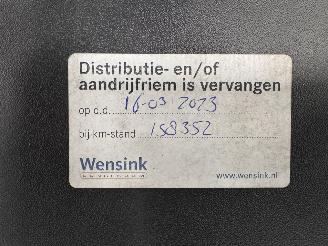 Distributie- en/of
aandrijfriem is vervangen
op d.d. 16-03 2023
bij km-stand 158352
Wensink
www.wensink.nl